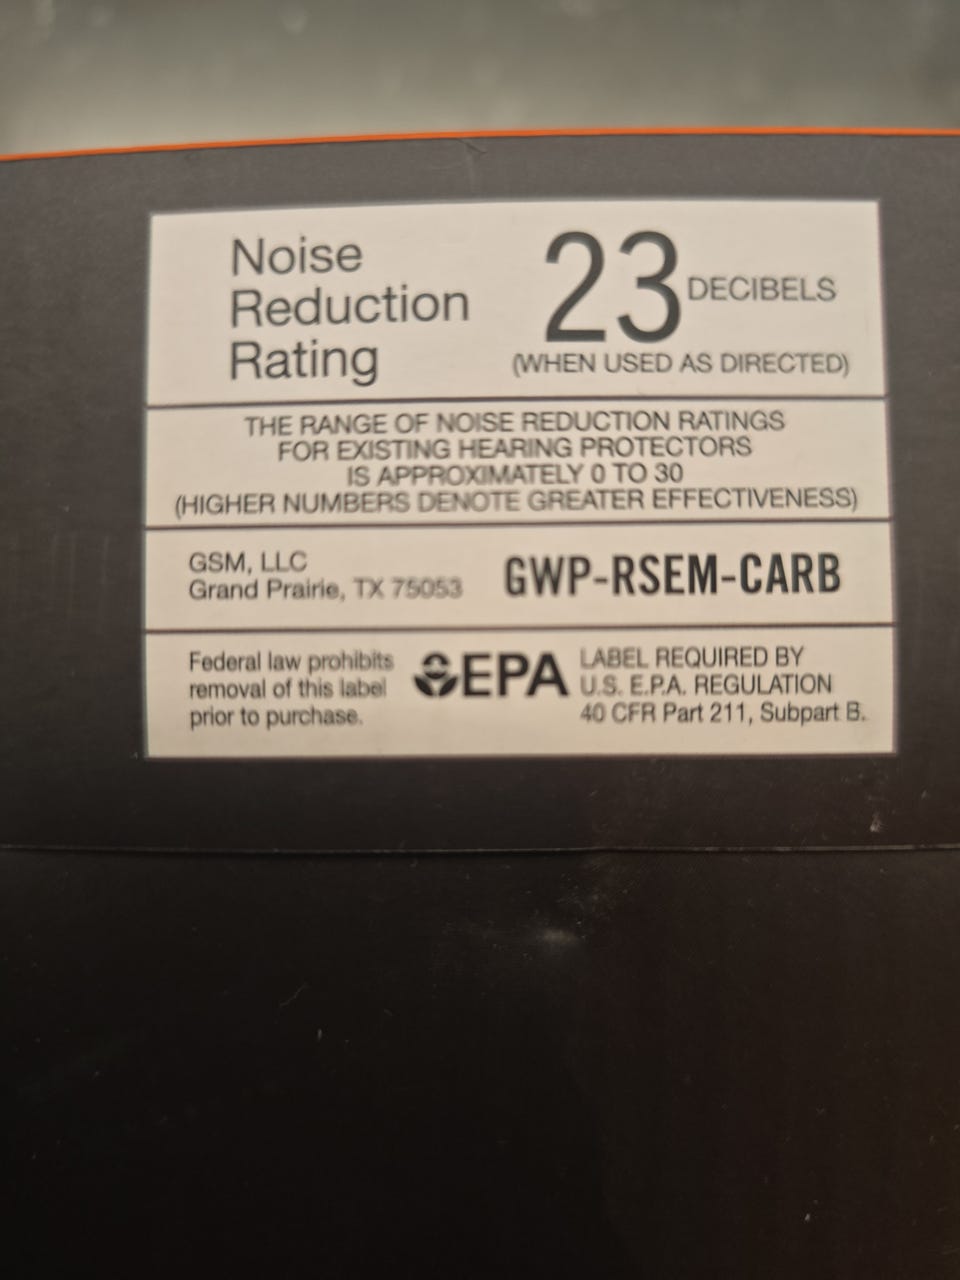 Noise
Reduction
Rating
23 DECIBELS
(WHEN USED AS DIRECTED)
THE RANGE OF NOISE REDUCTION RATINGS
FOR EXISTING HEARING PROTECTORS
IS APPROXIMATELY 0 TO 30
(HIGHER NUMBERS DENOTE GREATER EFFECTIVENESS)
GSM, LLC
Grand Prairie, TX 75053
GWP-RSEM-CARB
Federal law prohibits
removal of this label
prior to purchase.
EPA
LABEL REQUIRED BY
U.S. E.P.A. REGULATION
40 CFR Part 211, Subpart B.